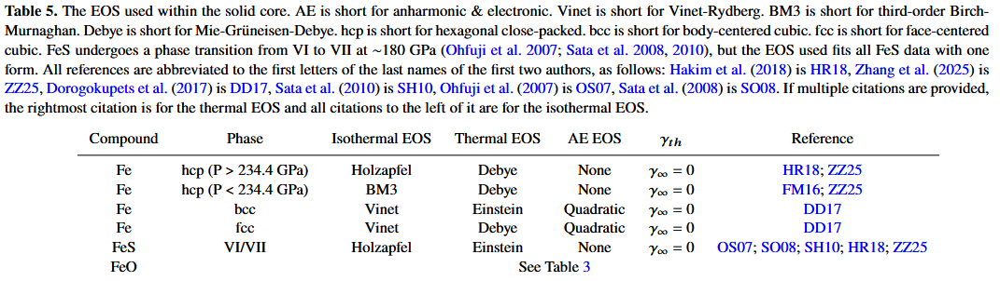 Table 5. The EOS used within the solid core. AE is short for anharmonic & electronic. Vinet is short for Vinet-Rydberg. BM3 is short for third-order Birch-
Murnaghan. Debye is short for Mie-Grüneisen-Debye. hcp is short for hexagonal close-packed. bcc is short for body-centered cubic. fcc is short for face-centered
cubic. FeS undergoes a phase transition from VI to VII at ~180 GPa (Ohfuji et al. 2007; Sata et al. 2008, 2010), but the EOS used fits all FeS data with one
form. All references are abbreviated to the first letters of the last names of the first two authors, as follows: Hakim et al. (2018) is HR18, Zhang et al. (2025) is
ZZ25, Dorogokupets et al. (2017) is DD17, Sata et al. (2010) is SH10, Ohfuji et al. (2007) is OS07, Sata et al. (2008) is SO08. If multiple citations are provided,
the rightmost citation is for the thermal EOS and all citations to the left of it are for the isothermal EOS.
Compound Phase Isothermal EOS Thermal EOS AE EOS γth Reference
Fe hcp (P > 234.4 GPa) Holzapfel Debye None γ∞ = 0 HR18; ZZ25
Fe hcp (P < 234.4 GPa) BM3 Debye None γ∞ = 0 FM16; ZZ25
Fe bcc Vinet Einstein Quadratic γ∞ = 0 DD17
Fe fcc Vinet Debye Quadratic γ∞ = 0 DD17
FeS VI/VII Holzapfel Einstein None γ∞ = 0 OS07; SO08; SH10; HR18; ZZ25
FeO See Table 3